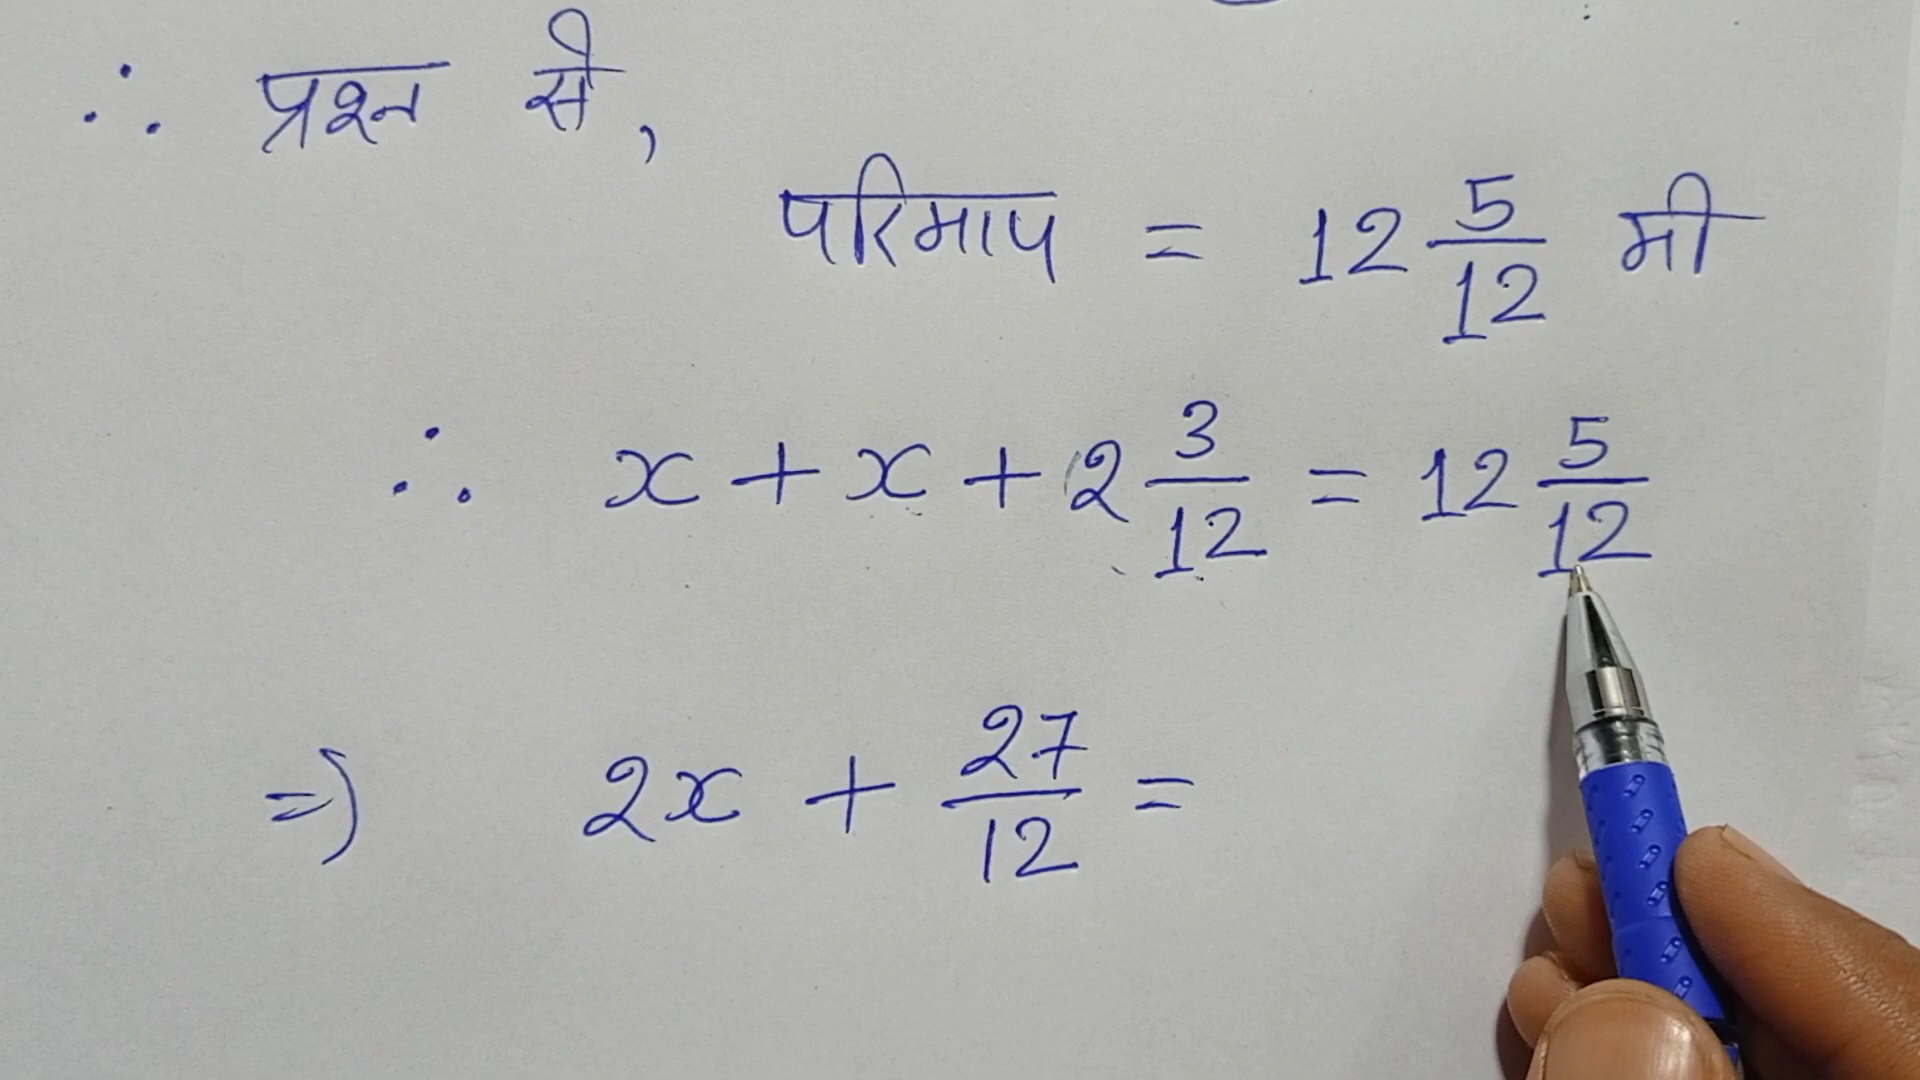 ∴ प्रश्न से,
परिमाप = 12 5/12 मी
∴ x + x + 2 3/12 = 12 5/12
⇒ 2x + 27/12 =